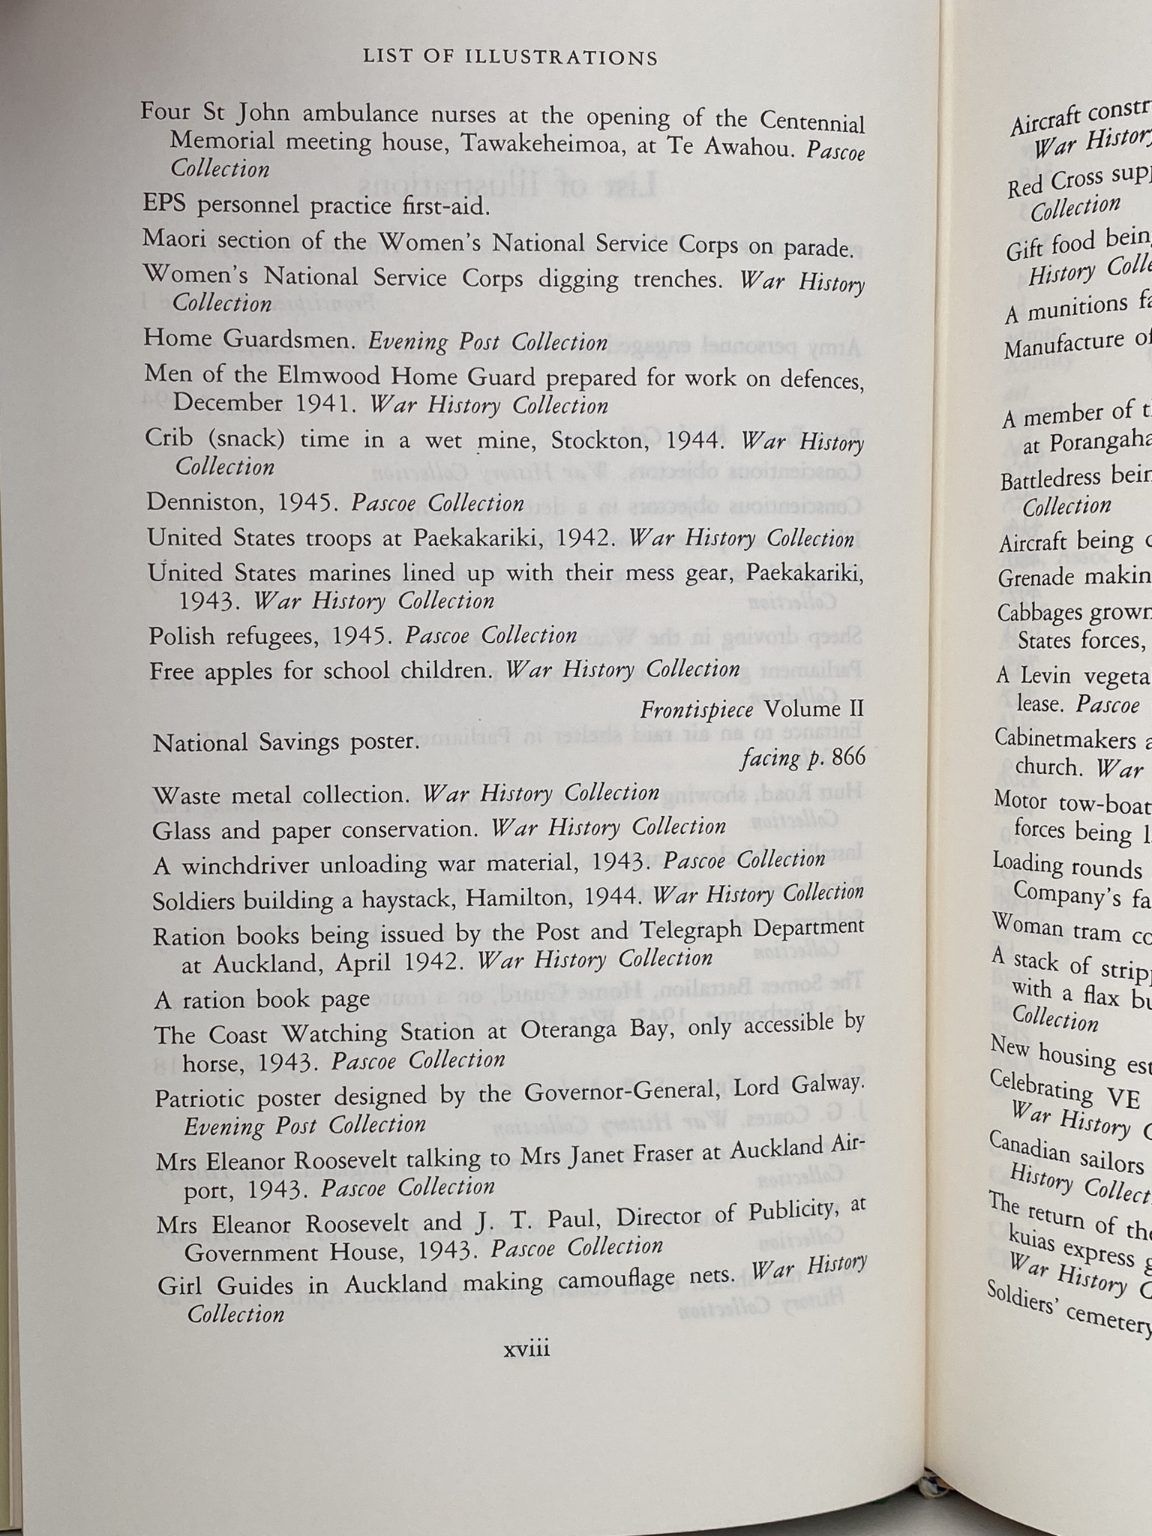 LIST OF ILLUSTRATIONS
Four St John ambulance nurses at the opening of the Centennial
Memorial meeting house, Tawakeheimoa, at Te Awahou. Pascoe
Collection
EPS personnel practice first-aid.
Maori section of the Women's National Service Corps on parade.
Women's National Service Corps digging trenches. War History
Collection
Home Guardsmen. Evening Post Collection
Men of the Elmwood Home Guard prepared for work on defences,
December 1941. War History Collection
Crib (snack) time in a wet mine, Stockton, 1944. War History
Collection
Denniston, 1945. Pascoe Collection
United States troops at Paekakariki, 1942. War History Collection
United States marines lined up with their mess gear, Paekakariki,
1943. War History Collection
Polish refugees, 1945. Pascoe Collection
Free apples for school children. War History Collection
Frontispiece Volume II
National Savings poster.
facing p. 866
Waste metal collection. War History Collection
Glass and paper conservation. War History Collection
A winchdriver unloading war material, 1943. Pascoe Collection
Soldiers building a haystack, Hamilton, 1944. War History Collection
Ration books being issued by the Post and Telegraph Department
at Auckland, April 1942. War History Collection
A ration book page
The Coast Watching Station at Oteranga Bay, only accessible by
horse, 1943. Pascoe Collection
Patriotic poster designed by the Governor-General, Lord Galway.
Evening Post Collection
Mrs Eleanor Roosevelt talking to Mrs Janet Fraser at Auckland Air-
port, 1943. Pascoe Collection
Mrs Eleanor Roosevelt and J. T. Paul, Director of Publicity, at
Government House, 1943. Pascoe Collection
Girl Guides in Auckland making camouflage nets. War History
Collection
xviii
Aircraft constr
War History
Red Cross supp
Collection
Gift food being
History Colle
A munitions fa
Manufacture of
A member of t
at Porangaha
Battledress bein
Collection
Aircraft being c
Grenade makin
Cabbages grown
States forces,
A Levin vegeta
lease. Pascoe
Cabinetmakers a
church. War
Motor tow-boat
forces being l
Loading rounds
Company's fa
Woman tram co
A stack of stripp
with a flax bu
Collection
New housing est
Celebrating VE
War History C
Canadian sailors
History Collect
The return of the
kuias express g
War History C
Soldiers' cemetery